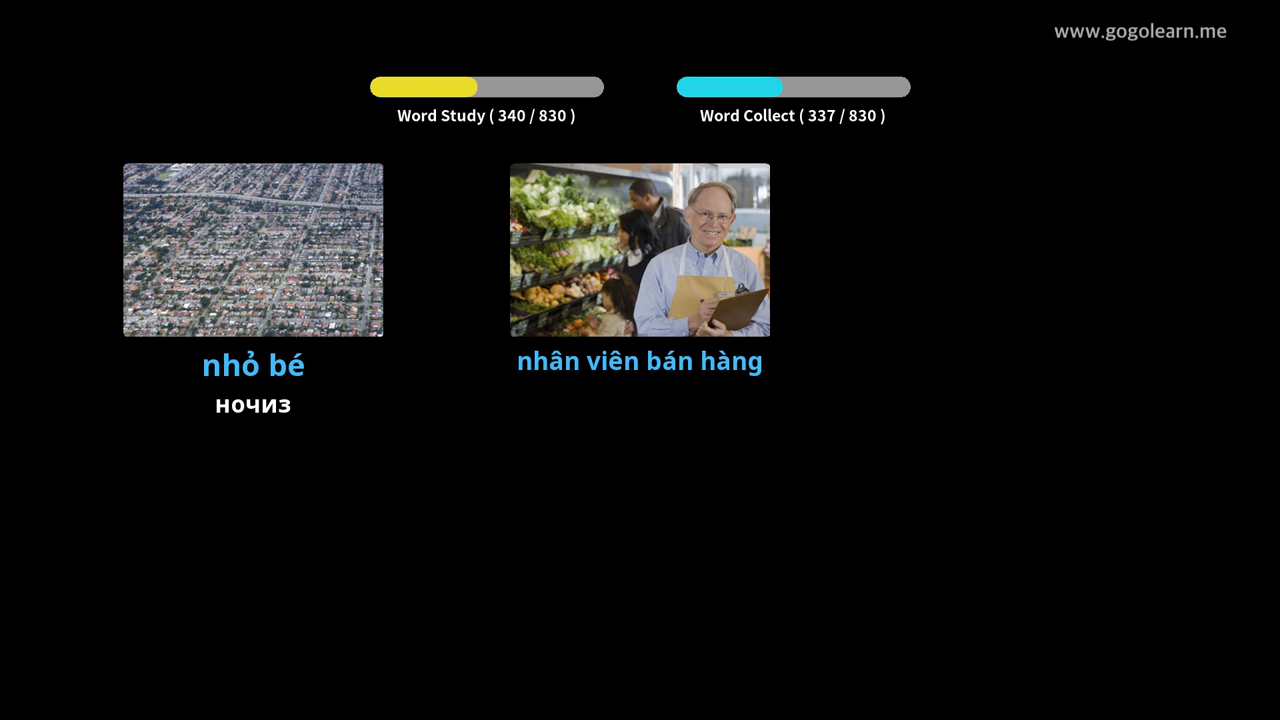 www.gogolearn.me
Word Study ( 340 / 830 )
Word Collect ( 337 / 830 )
nhỏ bé
ночиз
nhân viên bán hàng